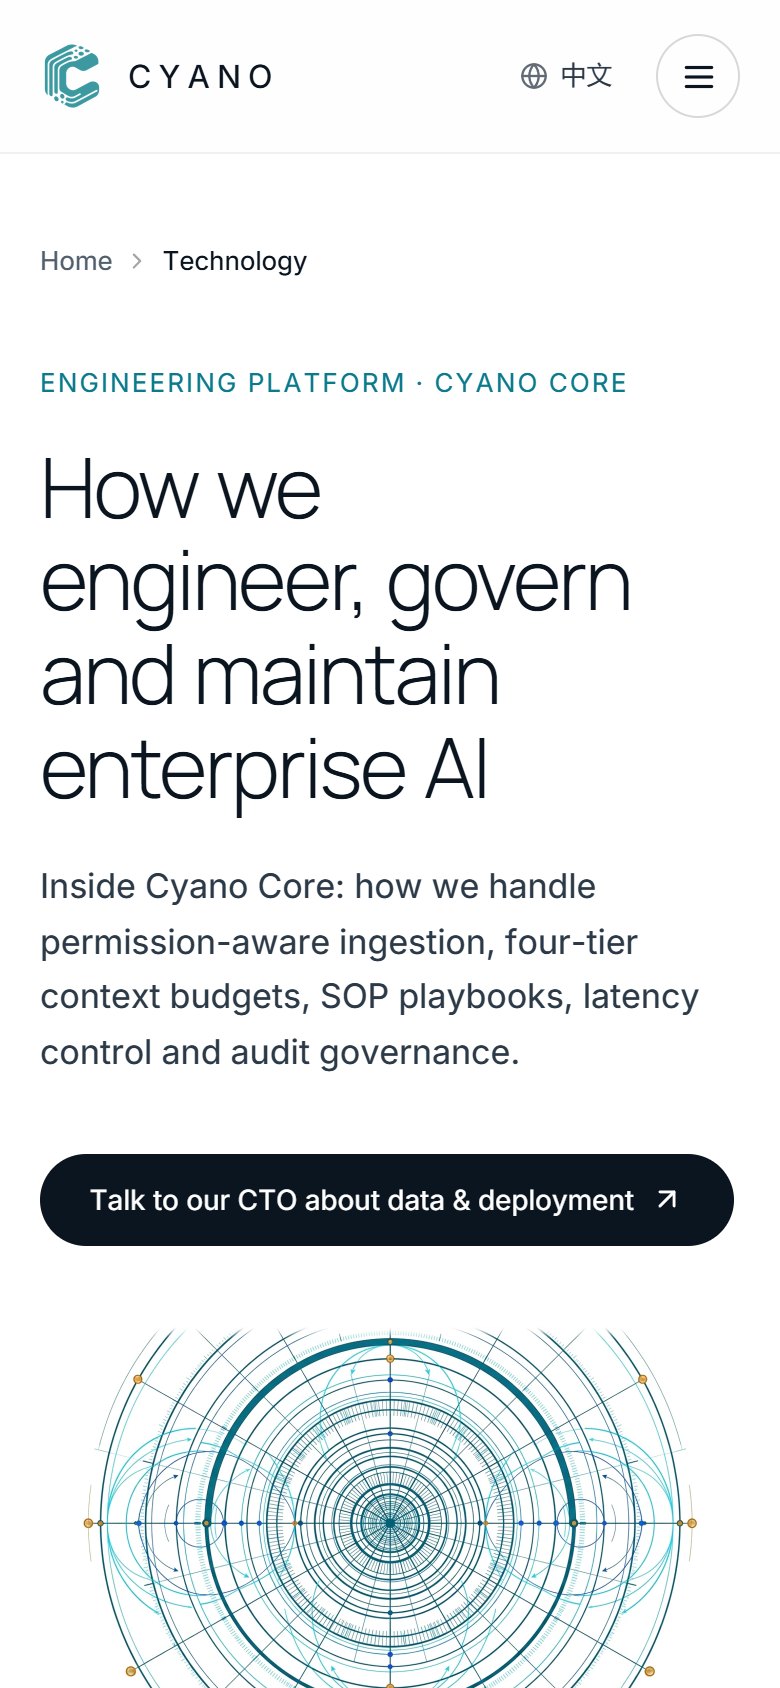 CYANO
中文
Home > Technology
ENGINEERING PLATFORM · CYANO CORE
How we
engineer, govern
and maintain
enterprise AI
Inside Cyano Core: how we handle
permission-aware ingestion, four-tier
context budgets, SOP playbooks, latency
control and audit governance.
Talk to our CTO about data & deployment